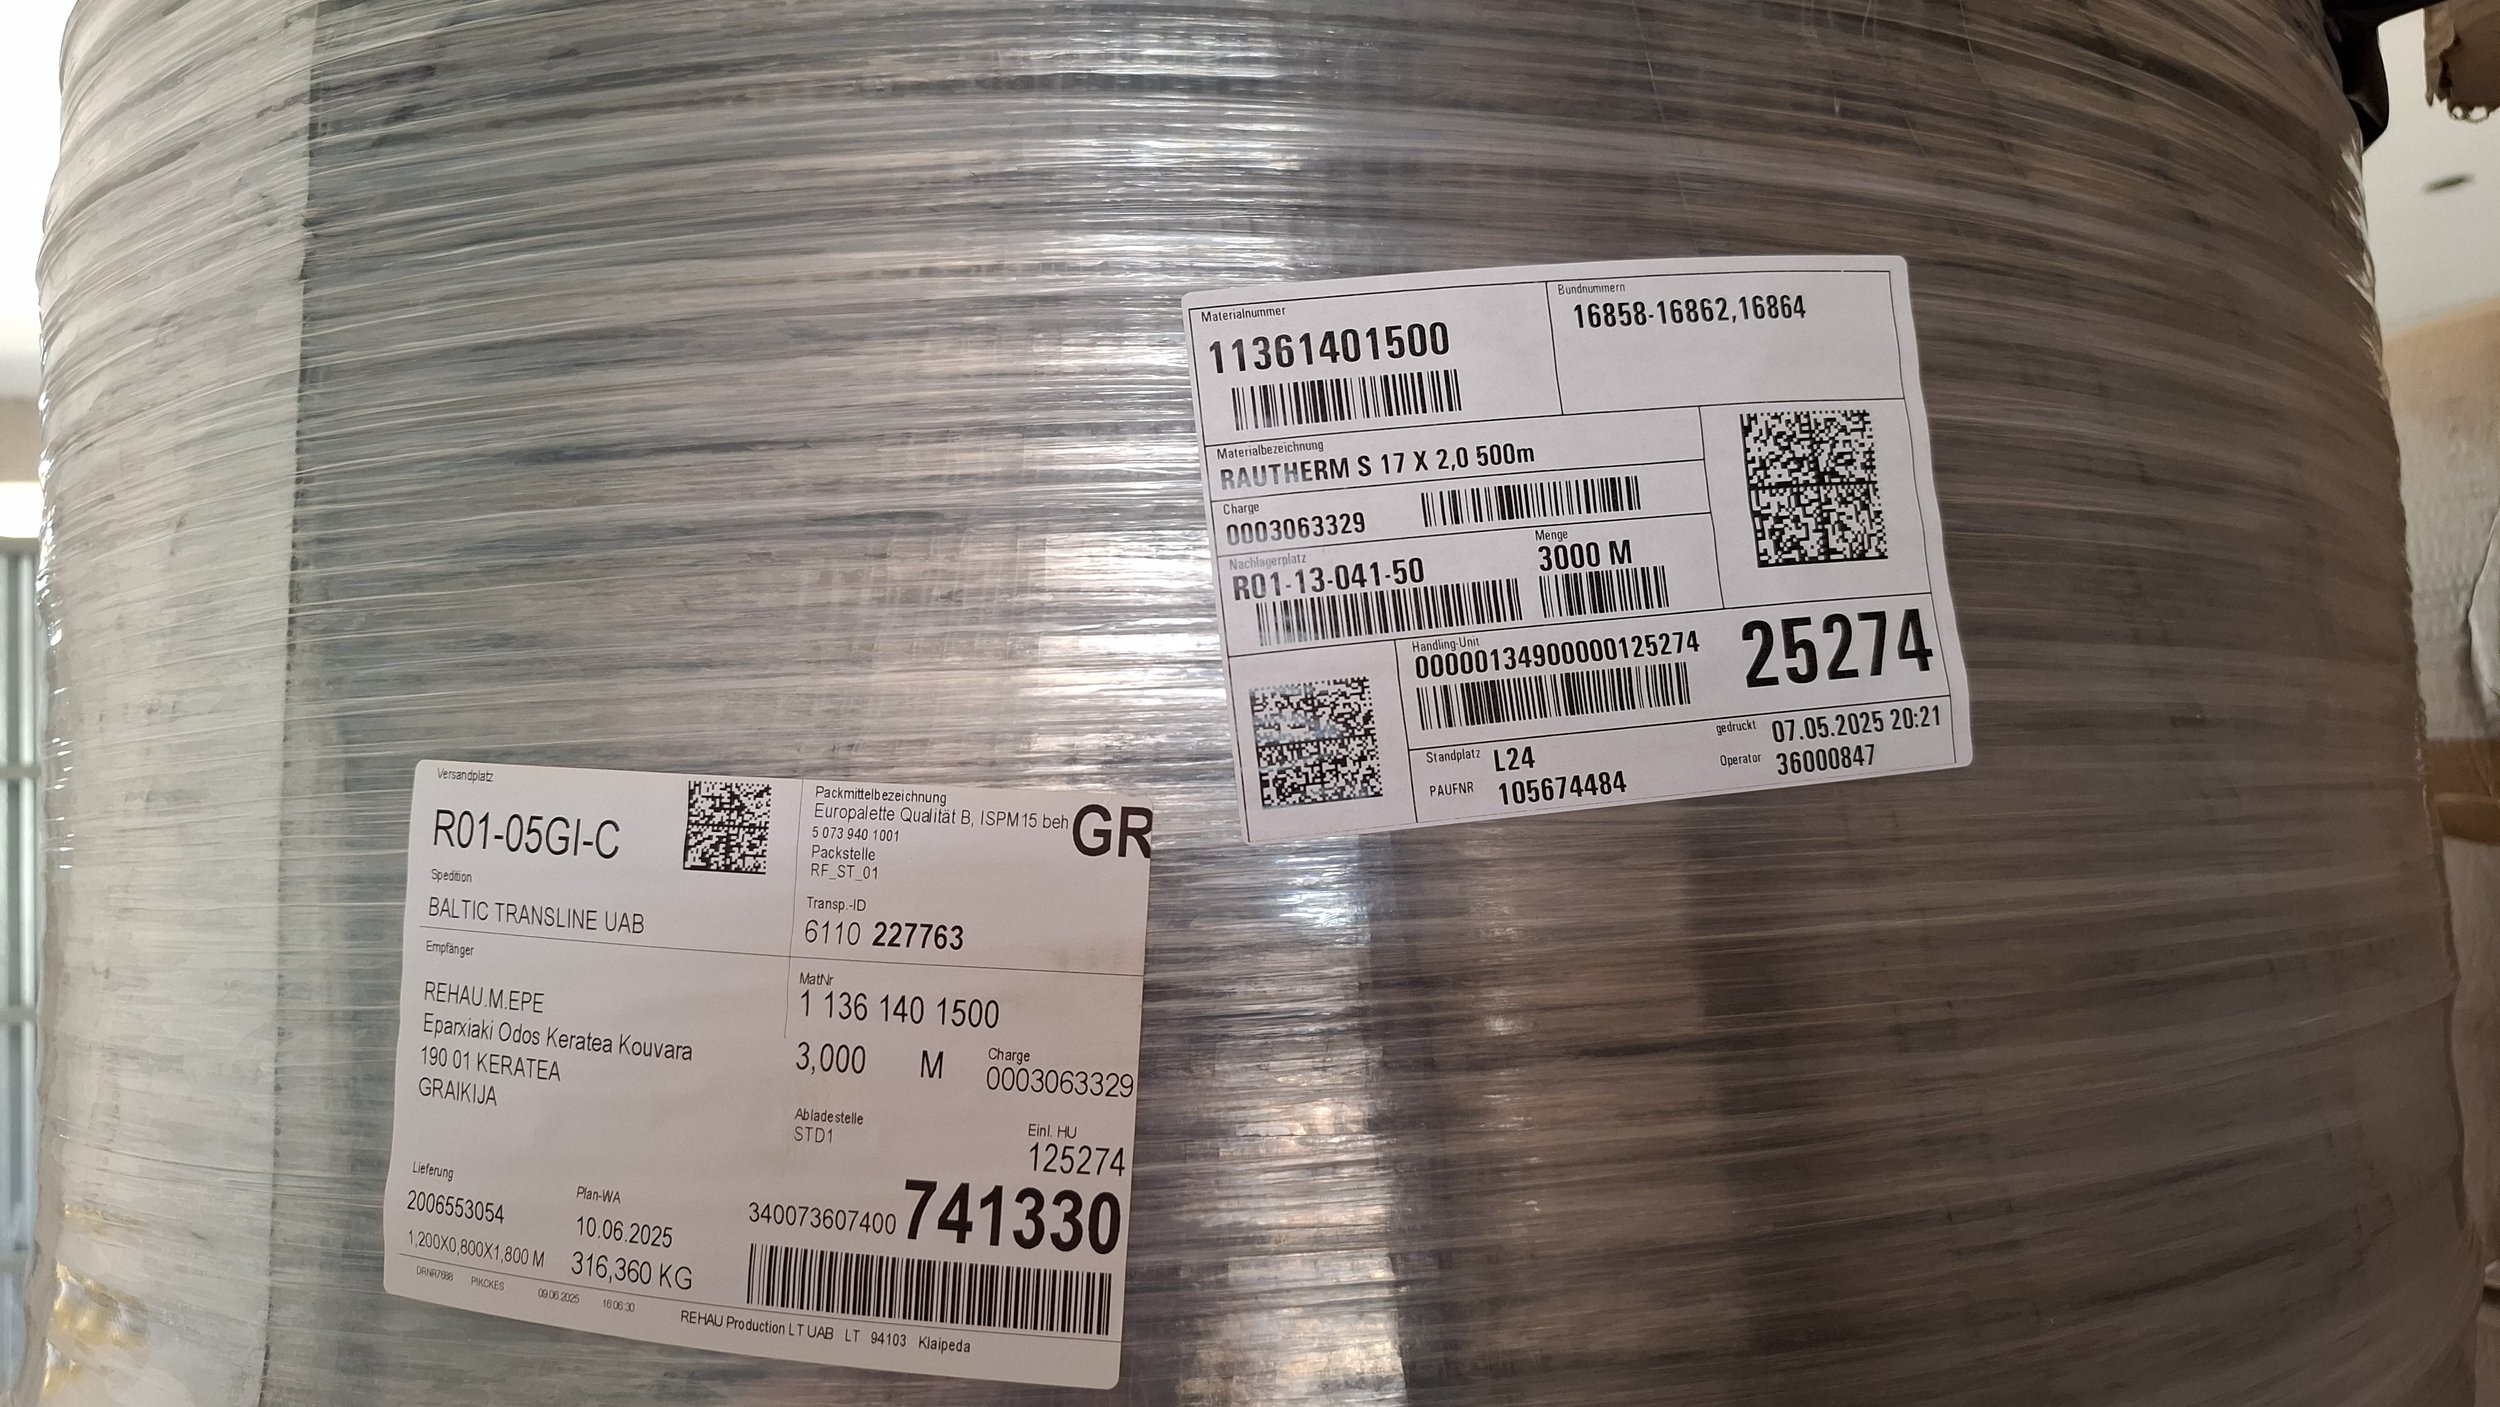 Materialnummer
11361401500
Bundnummern
16858-16862,16864
Materialbezeichnung
RAUTHERM S 17 X 2,0 500m
Charge
0003063329
Nachlagerplatz
R01-13-041-50
Menge
3000 M
Handling-Unit
00000134900000125274
25274
Standplatz L24
PAUFNR 105674484
gedruckt 07.05.2025 20:21
Operator 36000847
Versandplatz
R01-05GI-C
Spedition
BALTIC TRANSLINE UAB
Empfänger
REHAU.M.EPE
Eparxiaki Odos Keratea Kouvara
190 01 KERATEA
GRAIKIJA
Packmittelbezeichnung
Europalette Qualität B, ISPM15 beh
GR
5 073 940 1001
Packstelle
RF_ST_01
Transp.-ID
6110 227763
MatNr
1 136 140 1500
3,000 M
Charge
0003063329
Abladestelle
STD1
Einl. HU
125274
Lieferung
2006553054
Plan-WA
10.06.2025
340073607400 741330
1,200X0,800X1,800 M
316,360 KG
DRNR7688 PIKCKES 09.06.2025 16:06:30
REHAU Production LT UAB LT 94103 Klaipeda